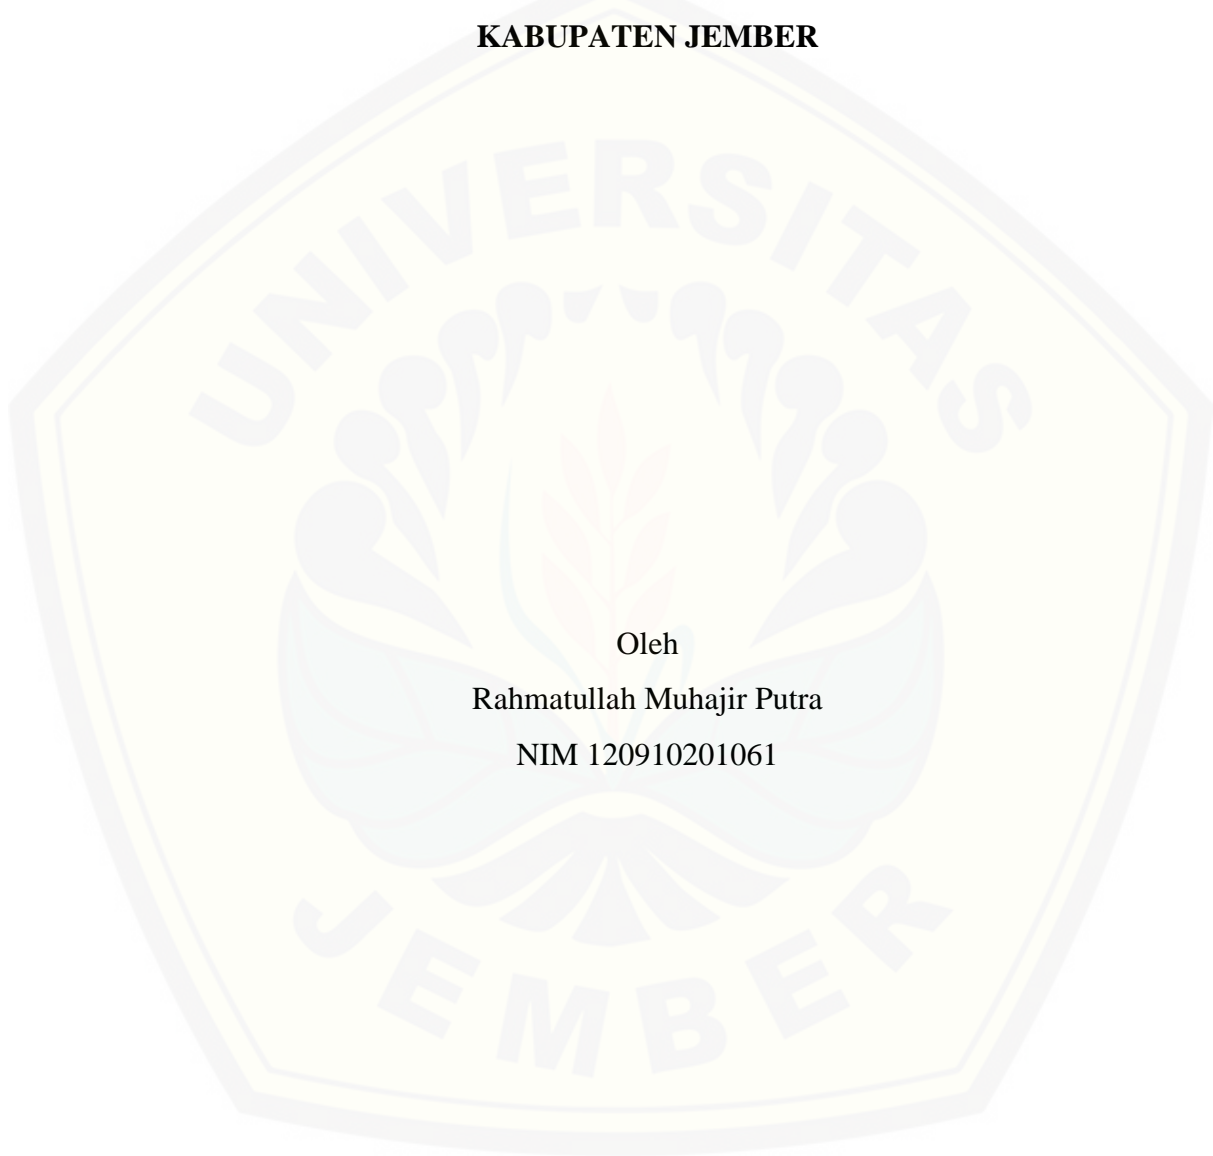 KABUPATEN JEMBER
UNIVERSITAS
Oleh
Rahmatullah Muhajir Putra
NIM 120910201061
JEMBER